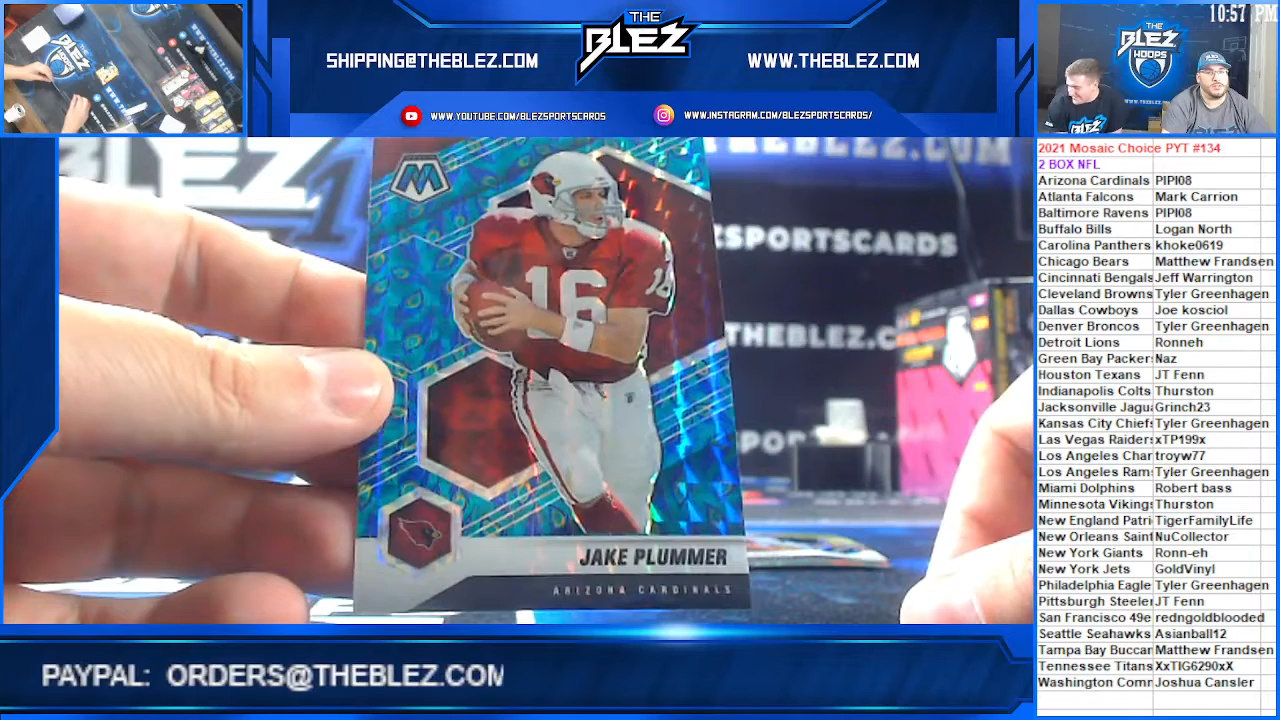 SHIPPING@THEBLEZ.COM
THE
BLEZ
WWW.THEBLEZ.COM
WWW.YOUTUBE.COM/BLEZSPORTSCARDS
WWW.INSTAGRAM.COM/BLEZSPORTSCARDS/
10:57 PM
THE
BLEZ
HOOPS
2021 Mosaic Choice PYT #134
2 BOX NFL
Arizona Cardinals PIPI08
Atlanta Falcons Mark Carrion
Baltimore Ravens PIPI08
Buffalo Bills Logan North
Carolina Panthers khoke0619
Chicago Bears Matthew Frandsen
Cincinnati Bengals Jeff Warrington
Cleveland Browns Tyler Greenhagen
Dallas Cowboys Joe kosciol
Denver Broncos Tyler Greenhagen
Detroit Lions Ronneh
Green Bay Packer Naz
Houston Texans JT Fenn
Indianapolis Colts Thurston
Jacksonville Jagua Grinch23
Kansas City Chief Tyler Greenhagen
Las Vegas Raider xTP199x
Los Angeles Char troyw77
Los Angeles Ram Tyler Greenhagen
Miami Dolphins Robert bass
Minnesota Viking Thurston
New England Patri TigerFamilyLife
New Orleans Saint NuCollector
New York Giants Ronn-eh
New York Jets GoldVinyl
Philadelphia Eagle Tyler Greenhagen
Pittsburgh Steeler JT Fenn
San Francisco 49e redngoldblooded
Seattle Seahawks Asianball12
Tampa Bay Buccar Matthew Frandsen
Tennessee Titans XxTIG6290xX
Washington Comr Joshua Cansler
ZSPORTSCARDS
THEBLEZ.C
SPOR
M
16
16
JAKE PLUMMER
ARIZONA CARDINALS
PAYPAL: ORDERS@THEBLEZ.COM